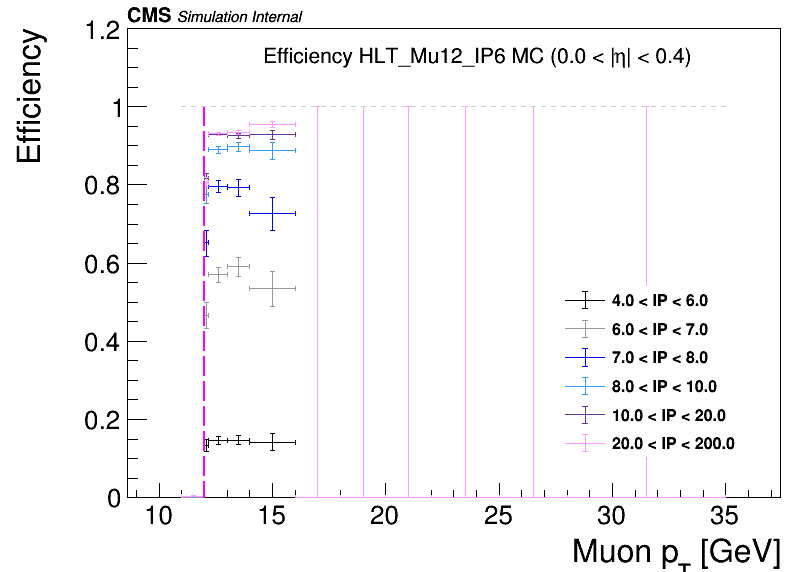 CMS Simulation Internal
Efficiency HLT_Mu12_IP6 MC (0.0 < |η| < 0.4)
Efficiency
1.2
1
0.8
0.6
0.4
0.2
0
4.0 < IP < 6.0
6.0 < IP < 7.0
7.0 < IP < 8.0
8.0 < IP < 10.0
10.0 < IP < 20.0
20.0 < IP < 200.0
10 15 20 25 30 35
Muon p_T [GeV]